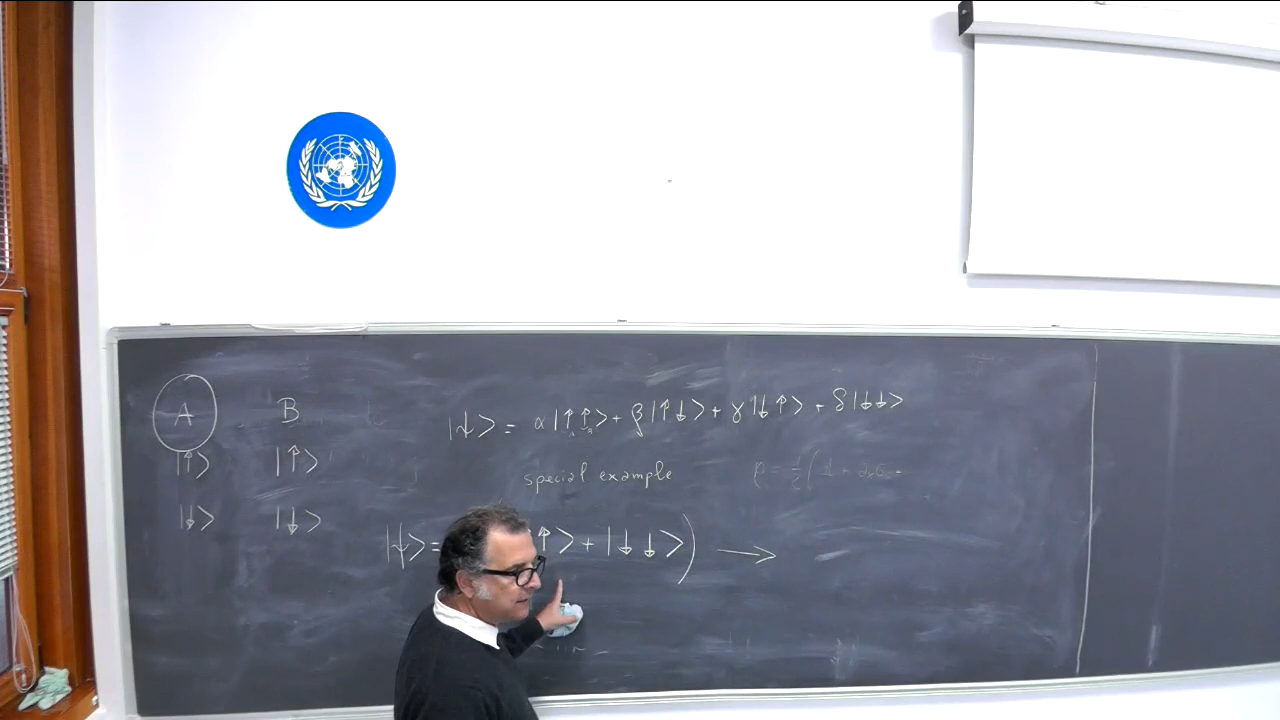 A B
|↑⟩ |↑⟩
|↓⟩ |↓⟩
|ψ⟩ = α|↑↑⟩ + β|↑↓⟩ + γ|↓↑⟩ + δ|↓↓⟩
special example
|ψ⟩ = ↑⟩ + |↓↓⟩) ⟶